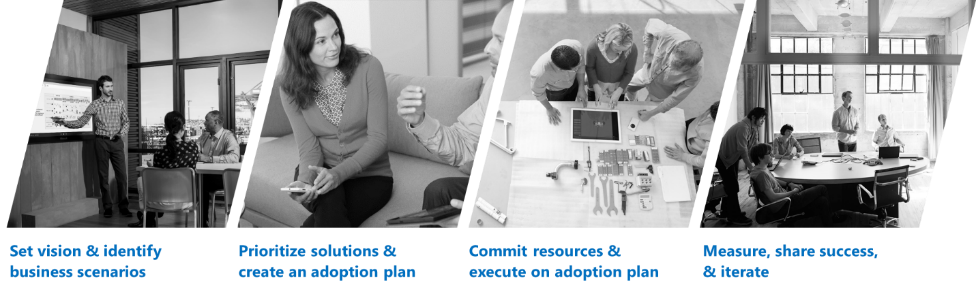 Set vision & identify
business scenarios
Prioritize solutions &
create an adoption plan
Commit resources &
execute on adoption plan
Measure, share success,
& iterate